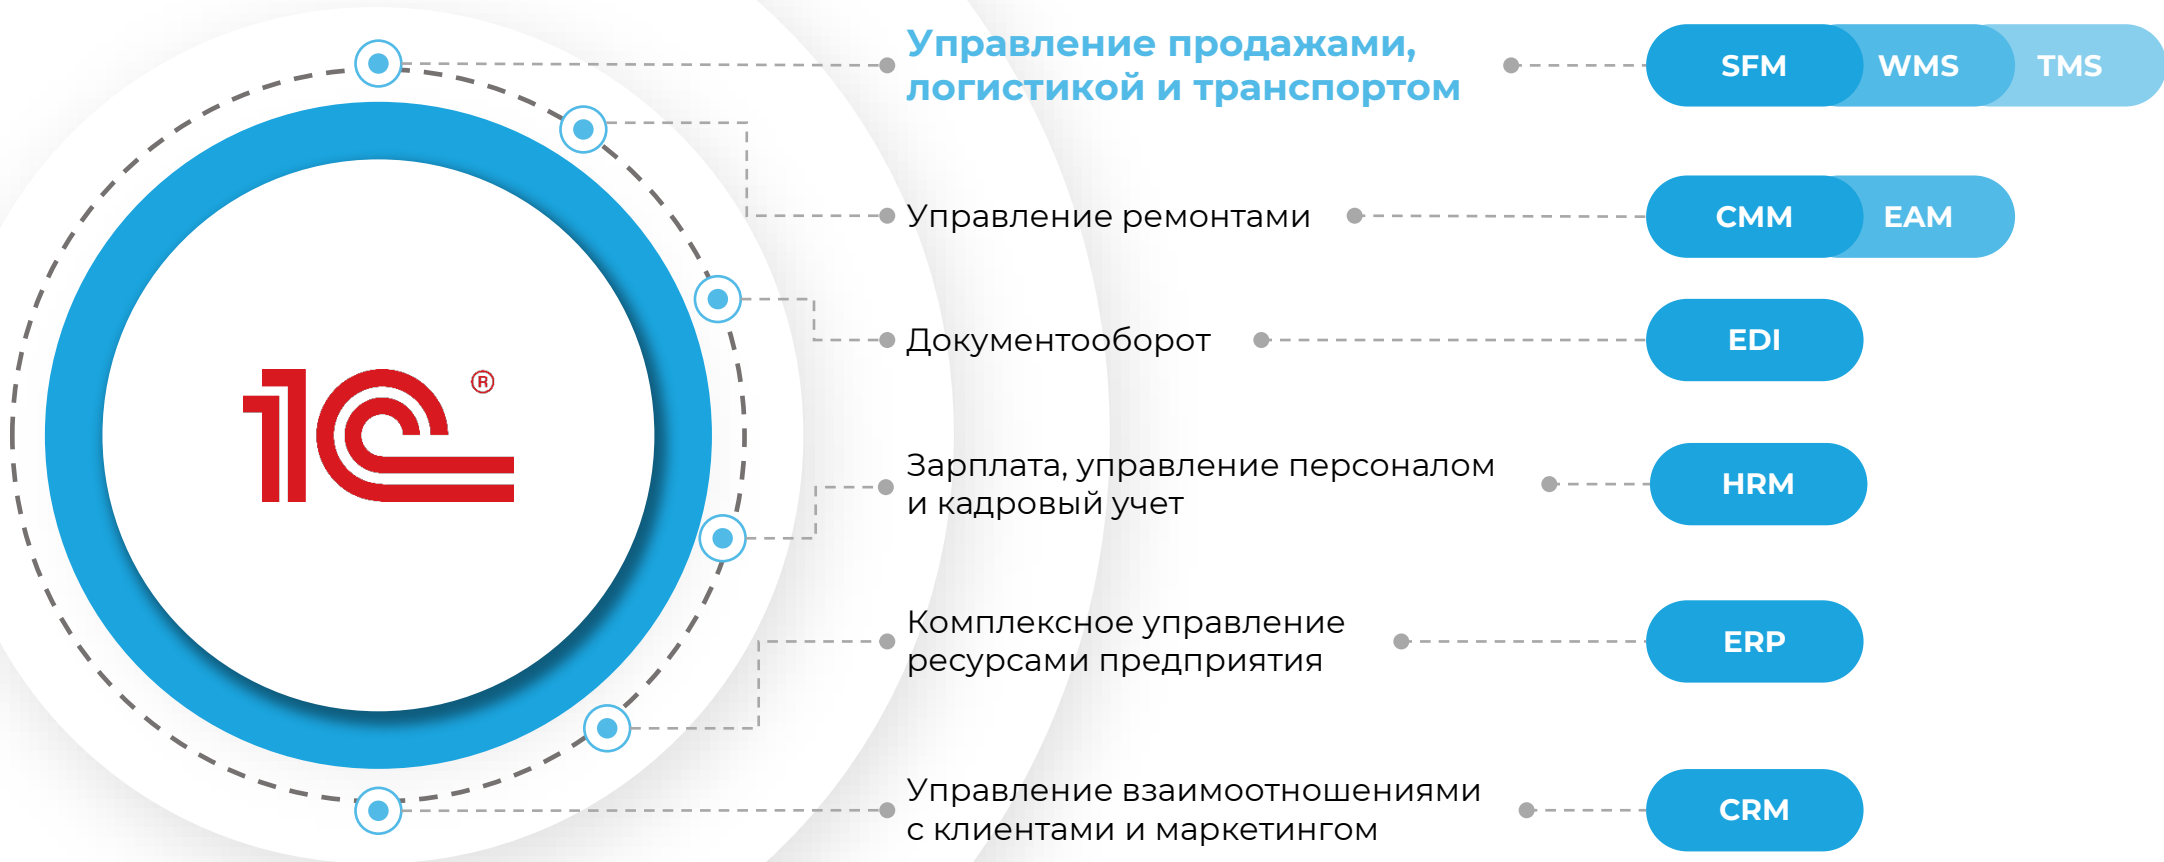 1С®
Управление продажами,
логистикой и транспортом
SFM WMS TMS
Управление ремонтами
CMM EAM
Документооборот
EDI
Зарплата, управление персоналом
и кадровый учет
HRM
Комплексное управление
ресурсами предприятия
ERP
Управление взаимоотношениями
с клиентами и маркетингом
CRM